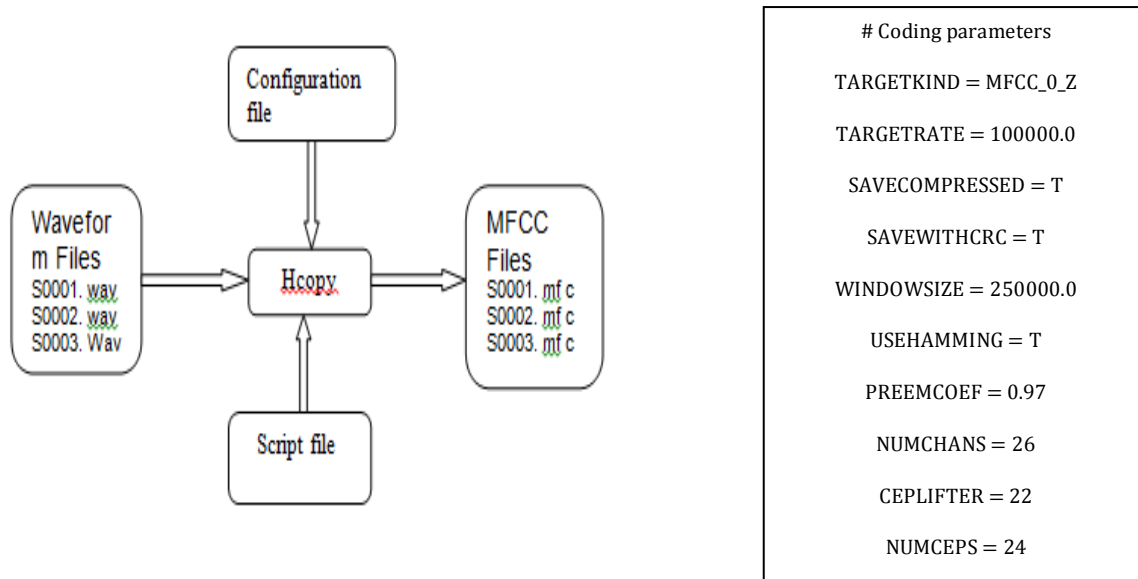 Configuration
file
Wavefor
m Files
S0001. wav
S0002. wav
S0003. Wav
Hcopy
MFCC
Files
S0001. mf c
S0002. mf c
S0003. mf c
Script file
# Coding parameters
TARGETKIND = MFCC_0_Z
TARGETRATE = 100000.0
SAVECOMPRESSED = T
SAVEWITHCRC = T
WINDOWSIZE = 250000.0
USEHAMMING = T
PREEMCOEF = 0.97
NUMCHANS = 26
CEPLIFTER = 22
NUMCEPS = 24